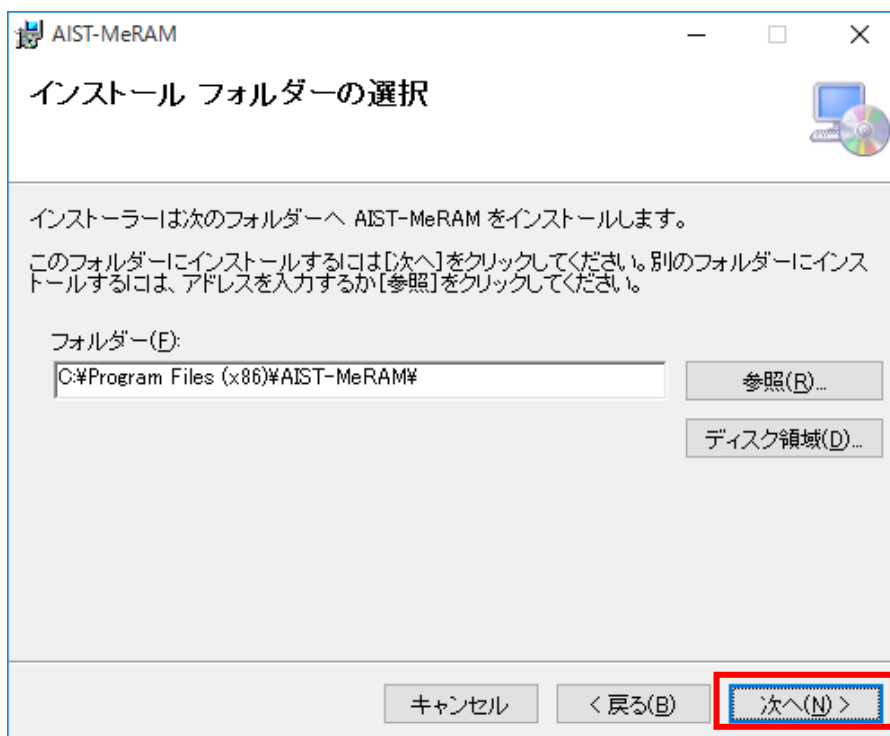 AIST-MeRAM
インストール フォルダーの選択
インストーラーは次のフォルダーへ AIST-MeRAM をインストールします。
このフォルダーにインストールするには[次へ]をクリックしてください。別のフォルダーにインス
トールするには、アドレスを入力するか[参照]をクリックしてください。
フォルダー(F):
C:¥Program Files (x86)¥AIST-MeRAM¥
参照(R)...
ディスク領域(D)...
キャンセル
< 戻る(B)
次へ(N) >